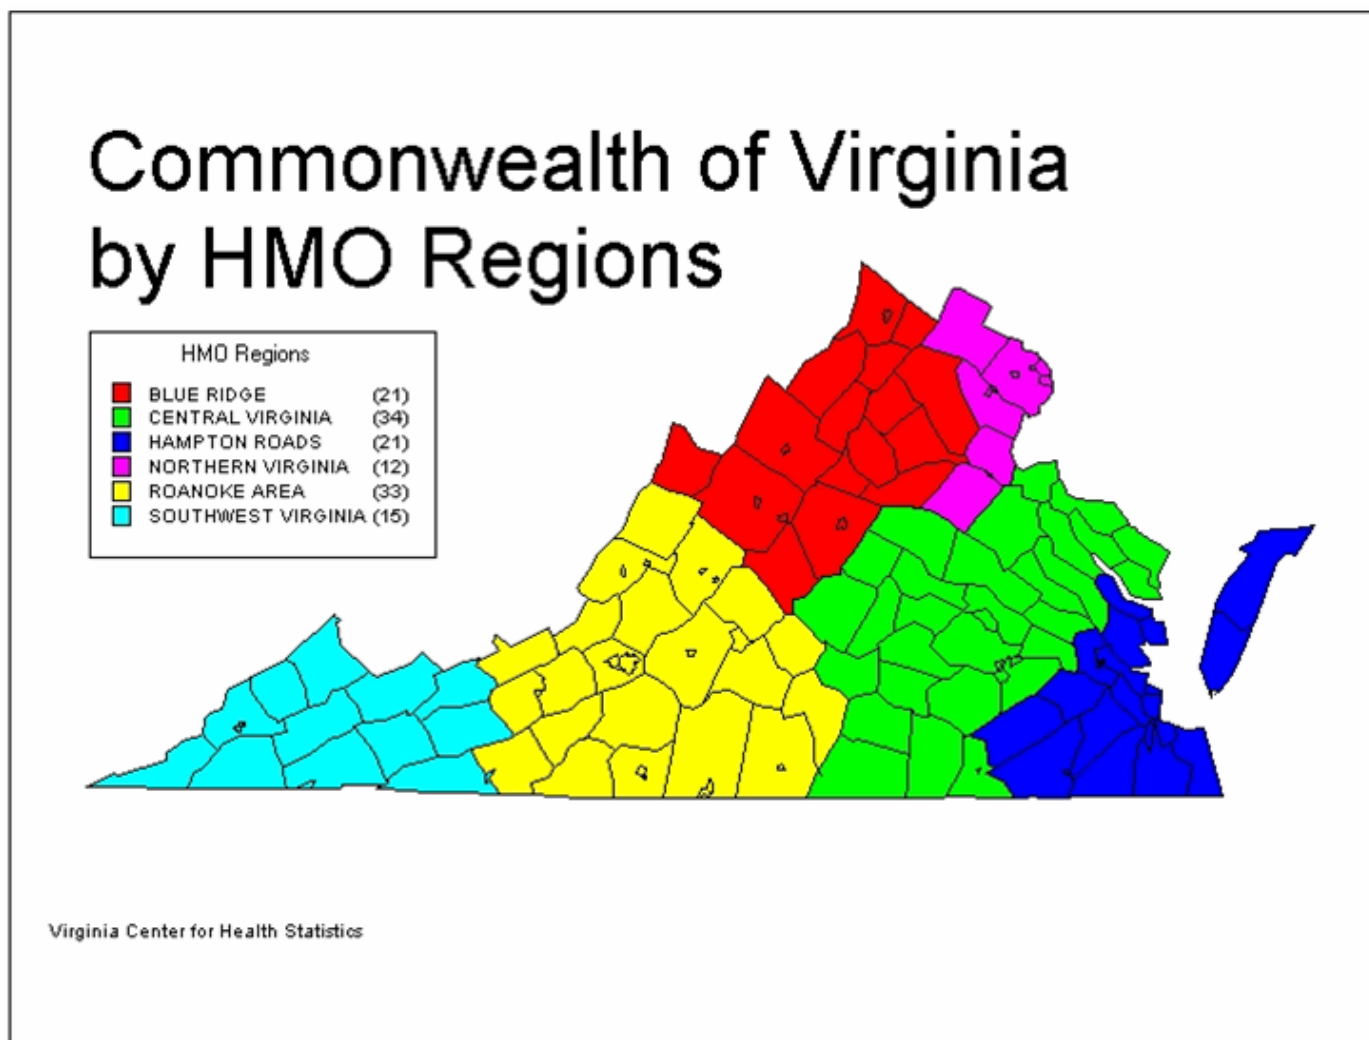 Commonwealth of Virginia
by HMO Regions
HMO Regions
BLUE RIDGE (21)
CENTRAL VIRGINIA (34)
HAMPTON ROADS (21)
NORTHERN VIRGINIA (12)
ROANOKE AREA (33)
SOUTHWEST VIRGINIA (15)
Virginia Center for Health Statistics